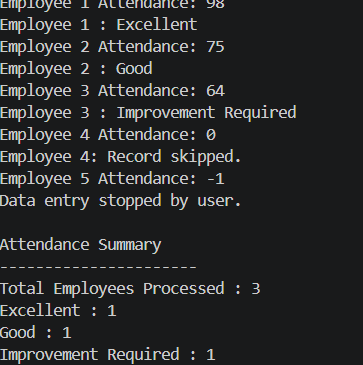 Employee 1 Attendance: 98
Employee 1 : Excellent
Employee 2 Attendance: 75
Employee 2 : Good
Employee 3 Attendance: 64
Employee 3 : Improvement Required
Employee 4 Attendance: 0
Employee 4: Record skipped.
Employee 5 Attendance: -1
Data entry stopped by user.

Attendance Summary
----------------------
Total Employees Processed : 3
Excellent : 1
Good : 1
Improvement Required : 1